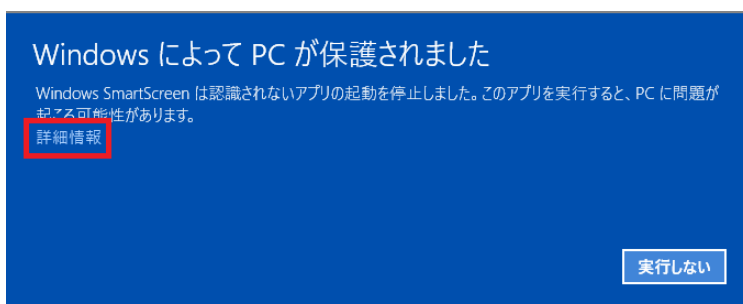 Windows によって PC が保護されました
Windows SmartScreen は認識されないアプリの起動を停止しました。このアプリを実行すると、PC に問題が
起こる可能性があります。
詳細情報
実行しない